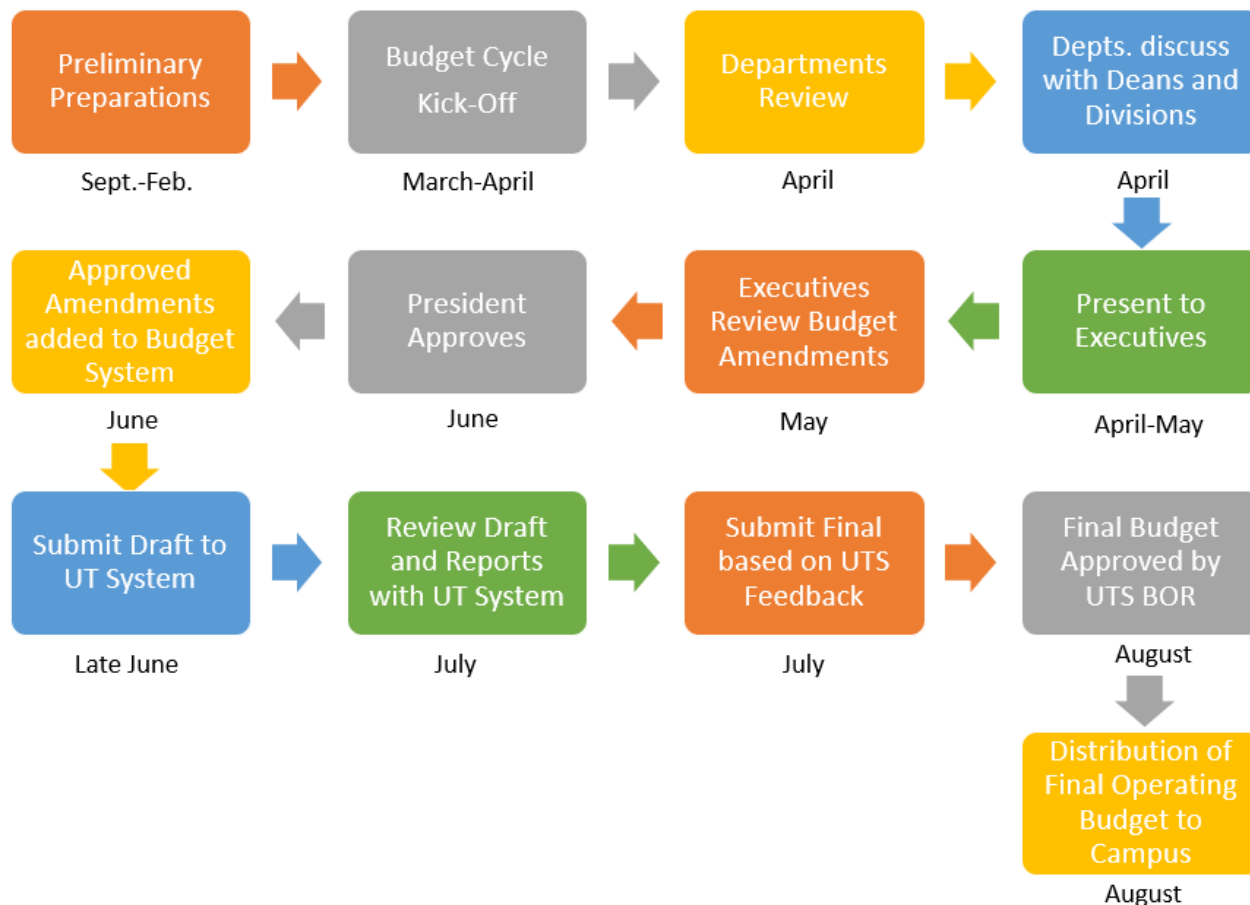 Preliminary
Preparations
Sept.-Feb.
Budget Cycle
Kick-Off
March-April
Departments
Review
April
Depts. discuss
with Deans and
Divisions
April
Present to
Executives
April-May
Executives
Review Budget
Amendments
May
President
Approves
June
Approved
Amendments
added to Budget
System
June
Submit Draft to
UT System
Late June
Review Draft
and Reports
with UT System
July
Submit Final
based on UTS
Feedback
July
Final Budget
Approved by
UTS BOR
August
Distribution of
Final Operating
Budget to
Campus
August